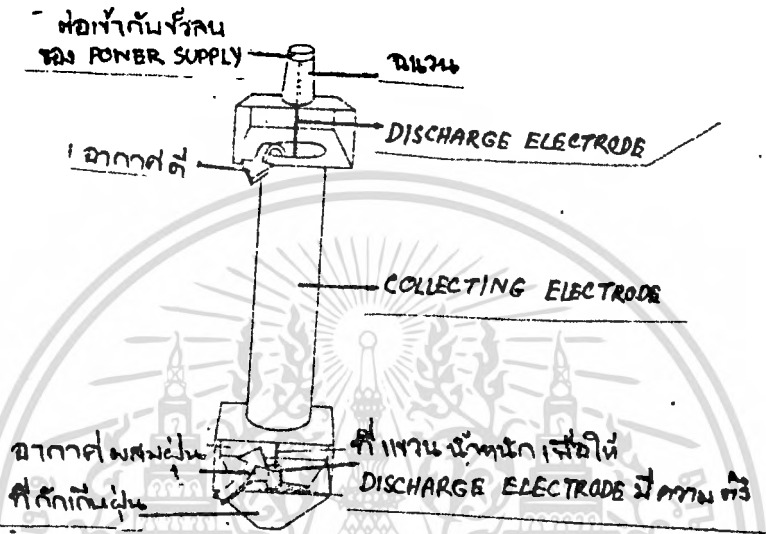 ต่อเข้ากับขั้วลบ
ของ POWER SUPPLY
ฉนวน
DISCHARGE ELECTRODE
อากาศดี
COLLECTING ELECTRODE
อากาศผสมฝุ่น
ที่แขวนน้ำหนักเพื่อให้
DISCHARGE ELECTRODE มีความตึง
ที่กักเก็บฝุ่น